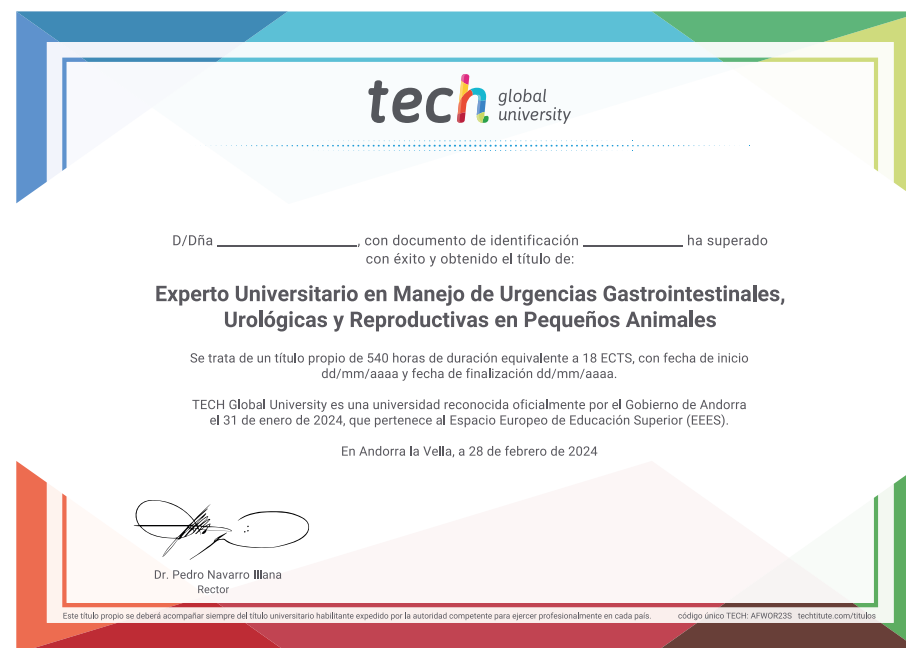 tech global university
D/Dña ______________, con documento de identificación __________ ha superado
con éxito y obtenido el título de:
Experto Universitario en Manejo de Urgencias Gastrointestinales,
Urológicas y Reproductivas en Pequeños Animales
Se trata de un título propio de 540 horas de duración equivalente a 18 ECTS, con fecha de inicio
dd/mm/aaaa y fecha de finalización dd/mm/aaaa.
TECH Global University es una universidad reconocida oficialmente por el Gobierno de Andorra
el 31 de enero de 2024, que pertenece al Espacio Europeo de Educación Superior (EEES).
En Andorra la Vella, a 28 de febrero de 2024
Dr. Pedro Navarro Illana
Rector
Este título propio se deberá acompañar siempre del título universitario habilitante expedido por la autoridad competente para ejercer profesionalmente en cada país. código único TECH: AFWOR23S techtitute.com/titulos